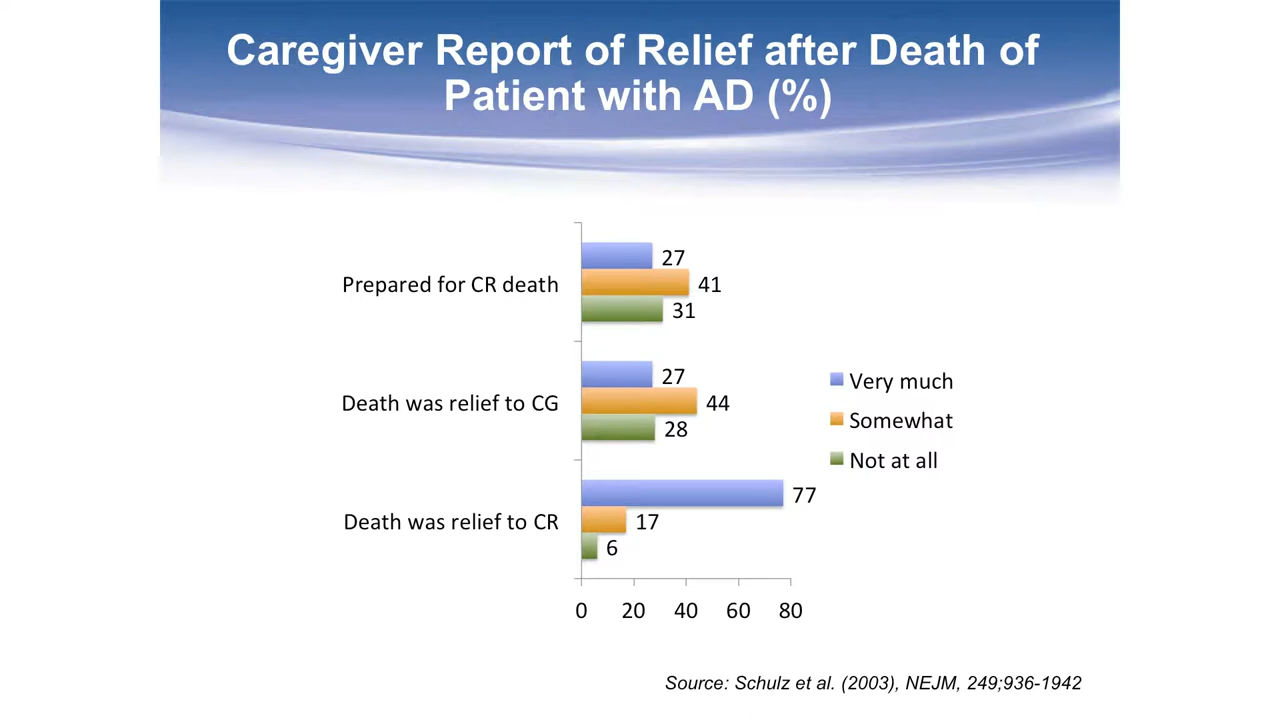 Caregiver Report of Relief after Death of
Patient with AD (%)
Prepared for CR death
27
41
31
Death was relief to CG
27
44
28
Death was relief to CR
77
17
6
Very much
Somewhat
Not at all
0 20 40 60 80
Source: Schulz et al. (2003), NEJM, 249;936-1942